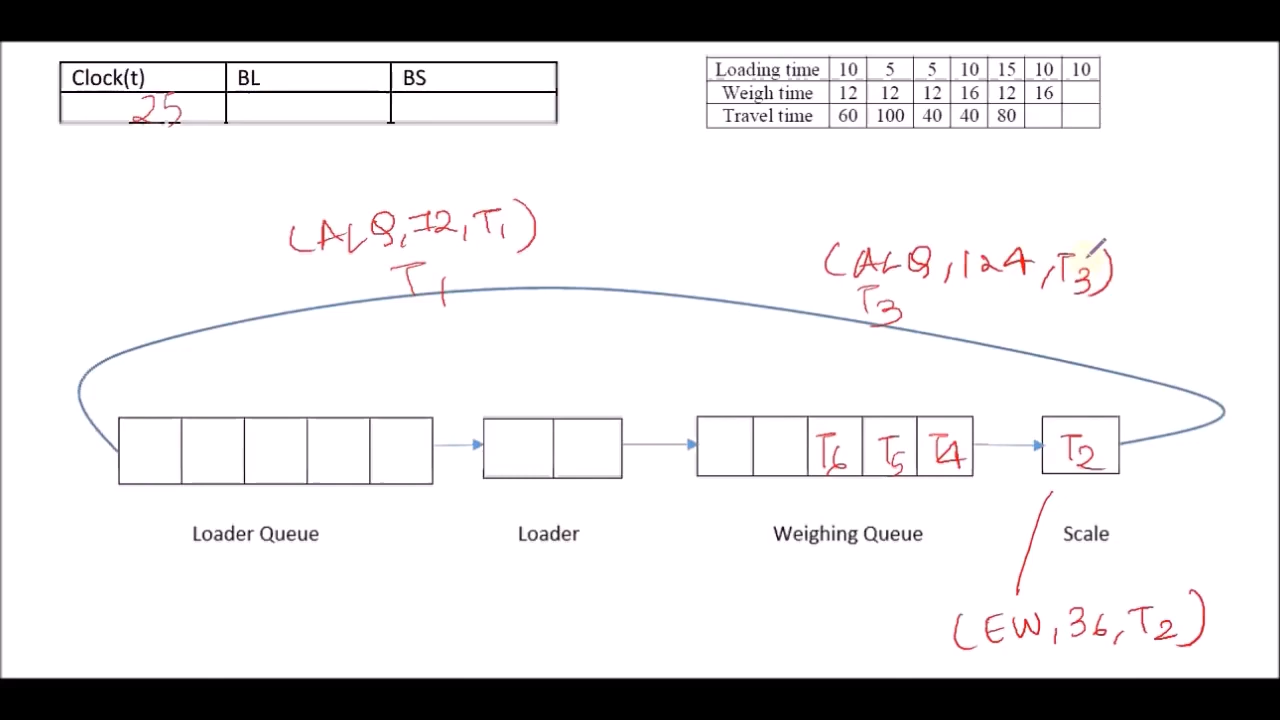 Clock(t) BL BS
25
Loading time 10 5 5 10 15 10 10
Weigh time 12 12 12 16 12 16
Travel time 60 100 40 40 80
(ALQ, 72, T1)
T1
(ALQ, 124, T3)
T3
T6 T5 T4 T2
Loader Queue Loader Weighing Queue Scale
(EW, 36, T2)